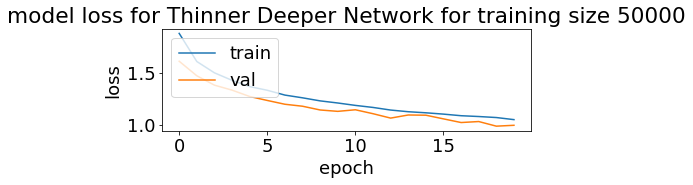 model loss for Thinner Deeper Network for training size 50000
train
val
loss
1.5
1.0
0 5 10 15
epoch